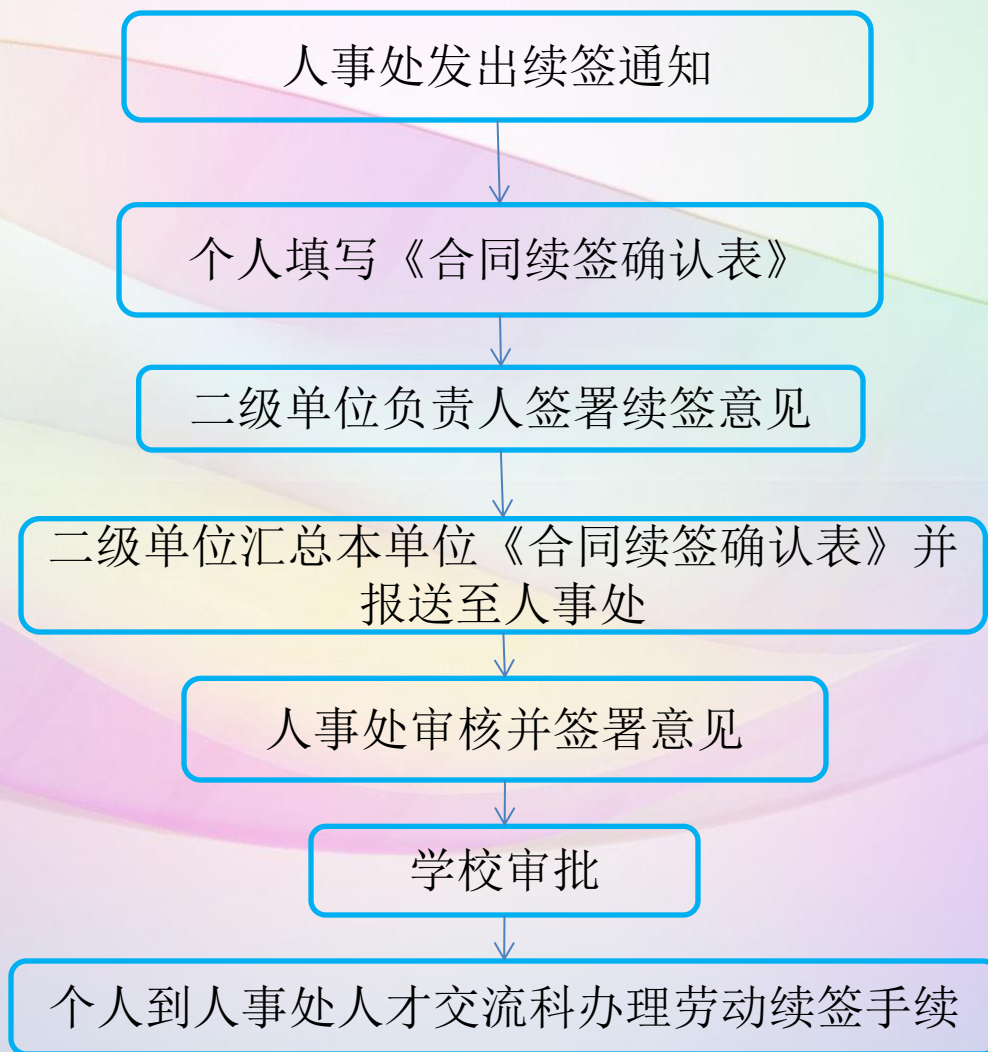 人事处发出续签通知
个人填写《合同续签确认表》
二级单位负责人签署续签意见
二级单位汇总本单位《合同续签确认表》并
报送至人事处
人事处审核并签署意见
学校审批
个人到人事处人才交流科办理劳动续签手续